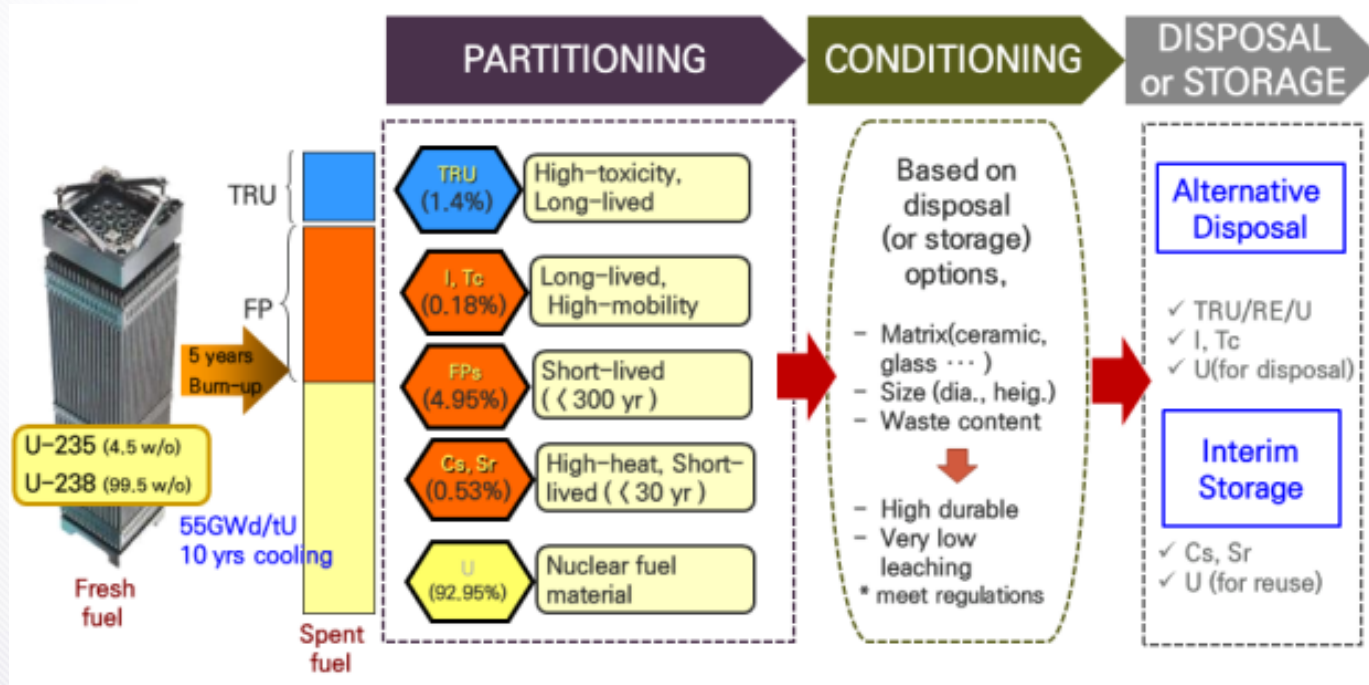 PARTITIONING
CONDITIONING
DISPOSAL
or STORAGE
TRU
FP
5 years
Burn-up
U-235 (4.5 w/o)
U-238 (99.5 w/o)
55GWd/tU
10 yrs cooling
Fresh
fuel
Spent
fuel
TRU
(1.4%)
High-toxicity,
Long-lived
I, Tc
(0.18%)
Long-lived,
High-mobility
FPs
(4.95%)
Short-lived
(< 300 yr)
Cs, Sr
(0.53%)
High-heat, Short-
lived (< 30 yr)
U
(92.95%)
Nuclear fuel
material
Based on
disposal
(or storage)
options,
- Matrix(ceramic,
glass ⋯ )
- Size (dia., heig.)
- Waste content
- High durable
- Very low
leaching
* meet regulations
Alternative
Disposal
✓ TRU/RE/U
✓ I, Tc
✓ U(for disposal)
Interim
Storage
✓ Cs, Sr
✓ U (for reuse)